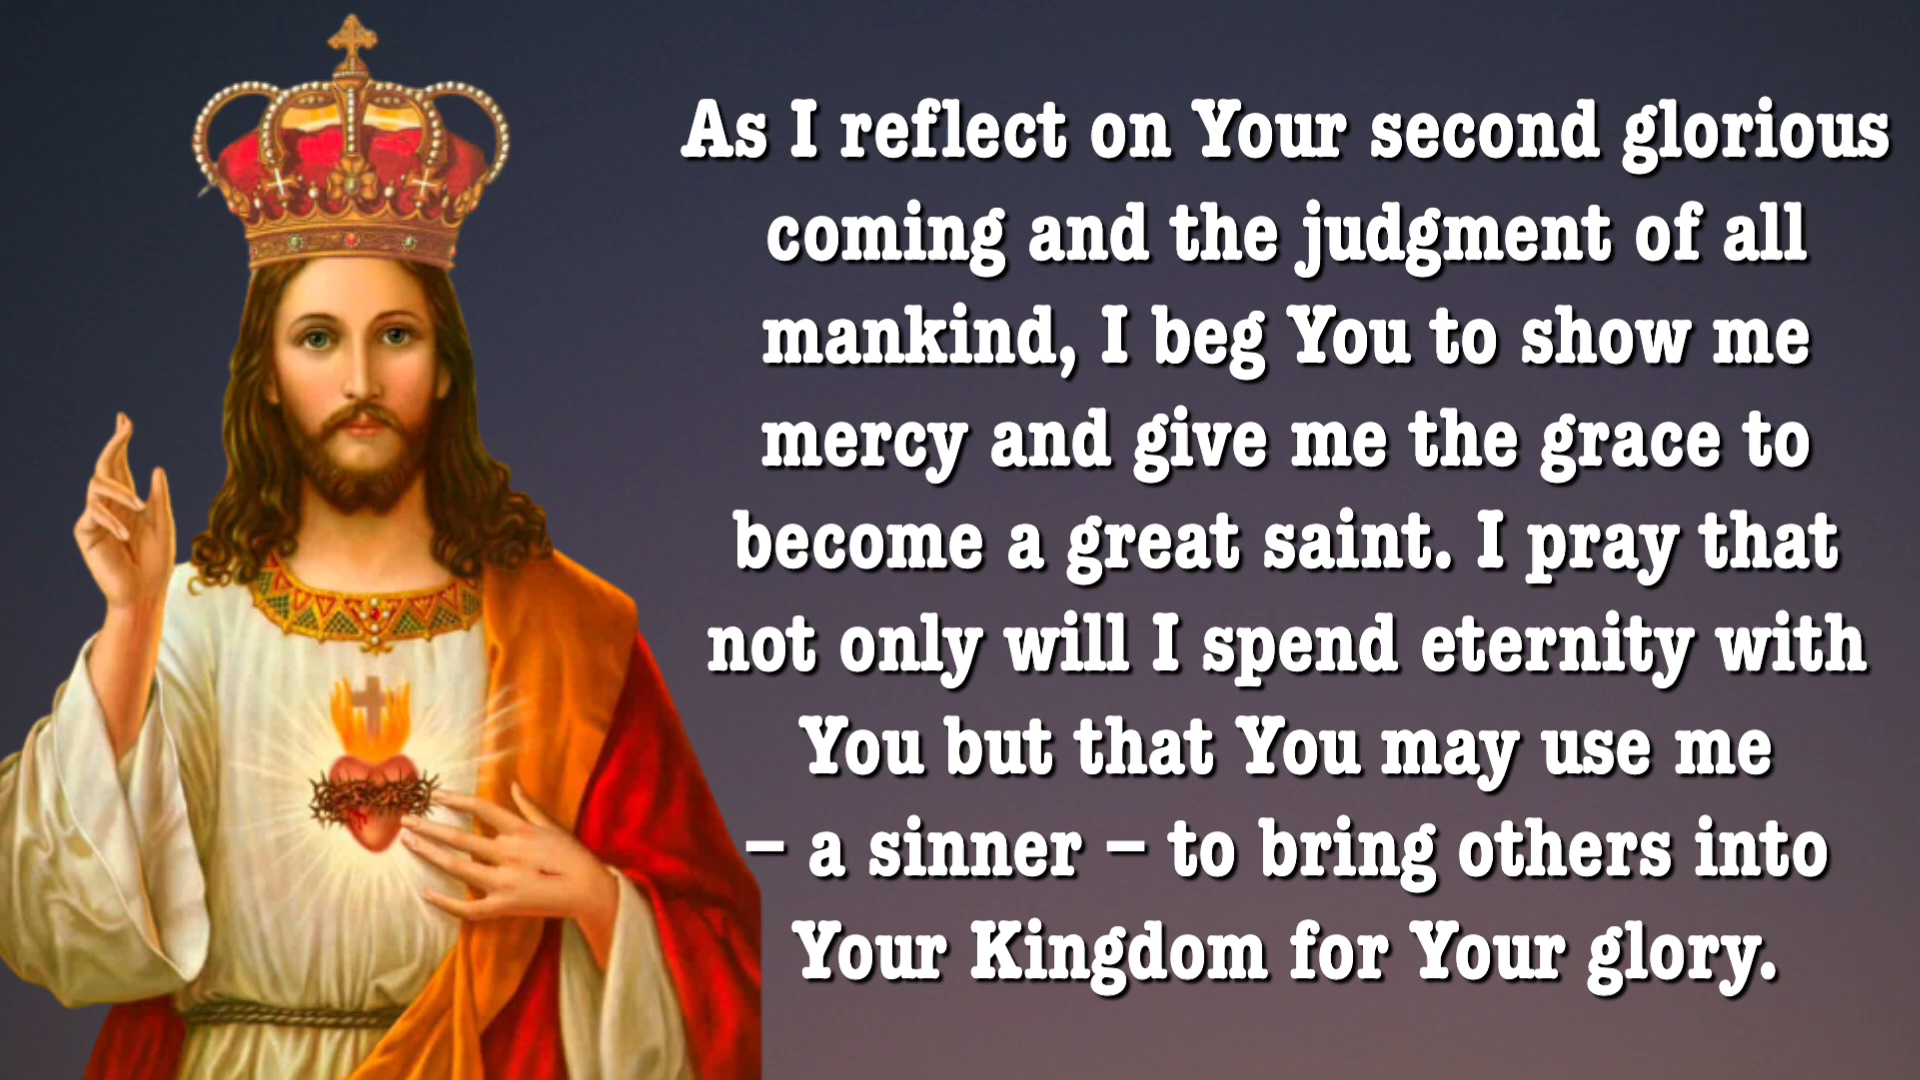 As I reflect on Your second glorious
coming and the judgment of all
mankind, I beg You to show me
mercy and give me the grace to
become a great saint. I pray that
not only will I spend eternity with
You but that You may use me
– a sinner – to bring others into
Your Kingdom for Your glory.